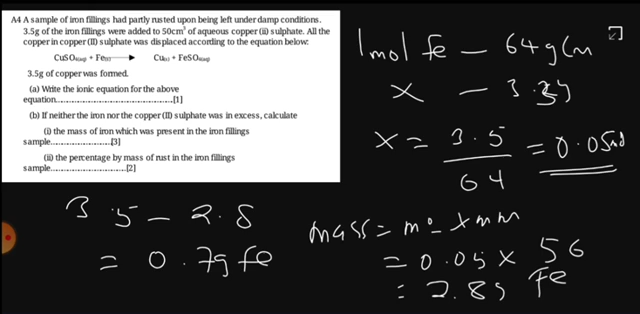 A4 A sample of iron fillings had partly rusted upon being left under damp conditions.
3.5g of the iron fillings were added to 50cm³ of aqueous copper (ii) sulphate. All the
copper in copper (II) sulphate was displaced according to the equation below:
CuSO₄(aq) + Fe(s) → Cu(s) + FeSO₄(aq)
3.5g of copper was formed.
(a) Write the ionic equation for the above
equation..............................................[1]
(b) If neither the iron nor the copper (II) sulphate was in excess, calculate
(i) the mass of iron which was present in the iron fillings
sample........................[3]
(ii) the percentage by mass of rust in the iron fillings
sample..............................[2]
1mol Fe - 64g Cu
x - 3.
x = 3.5 / 64 = 0.05
3.5 - 2.8
= 0.7g Fe
mass = mo x mm
= 0.05 x 56
= 2.8g Fe